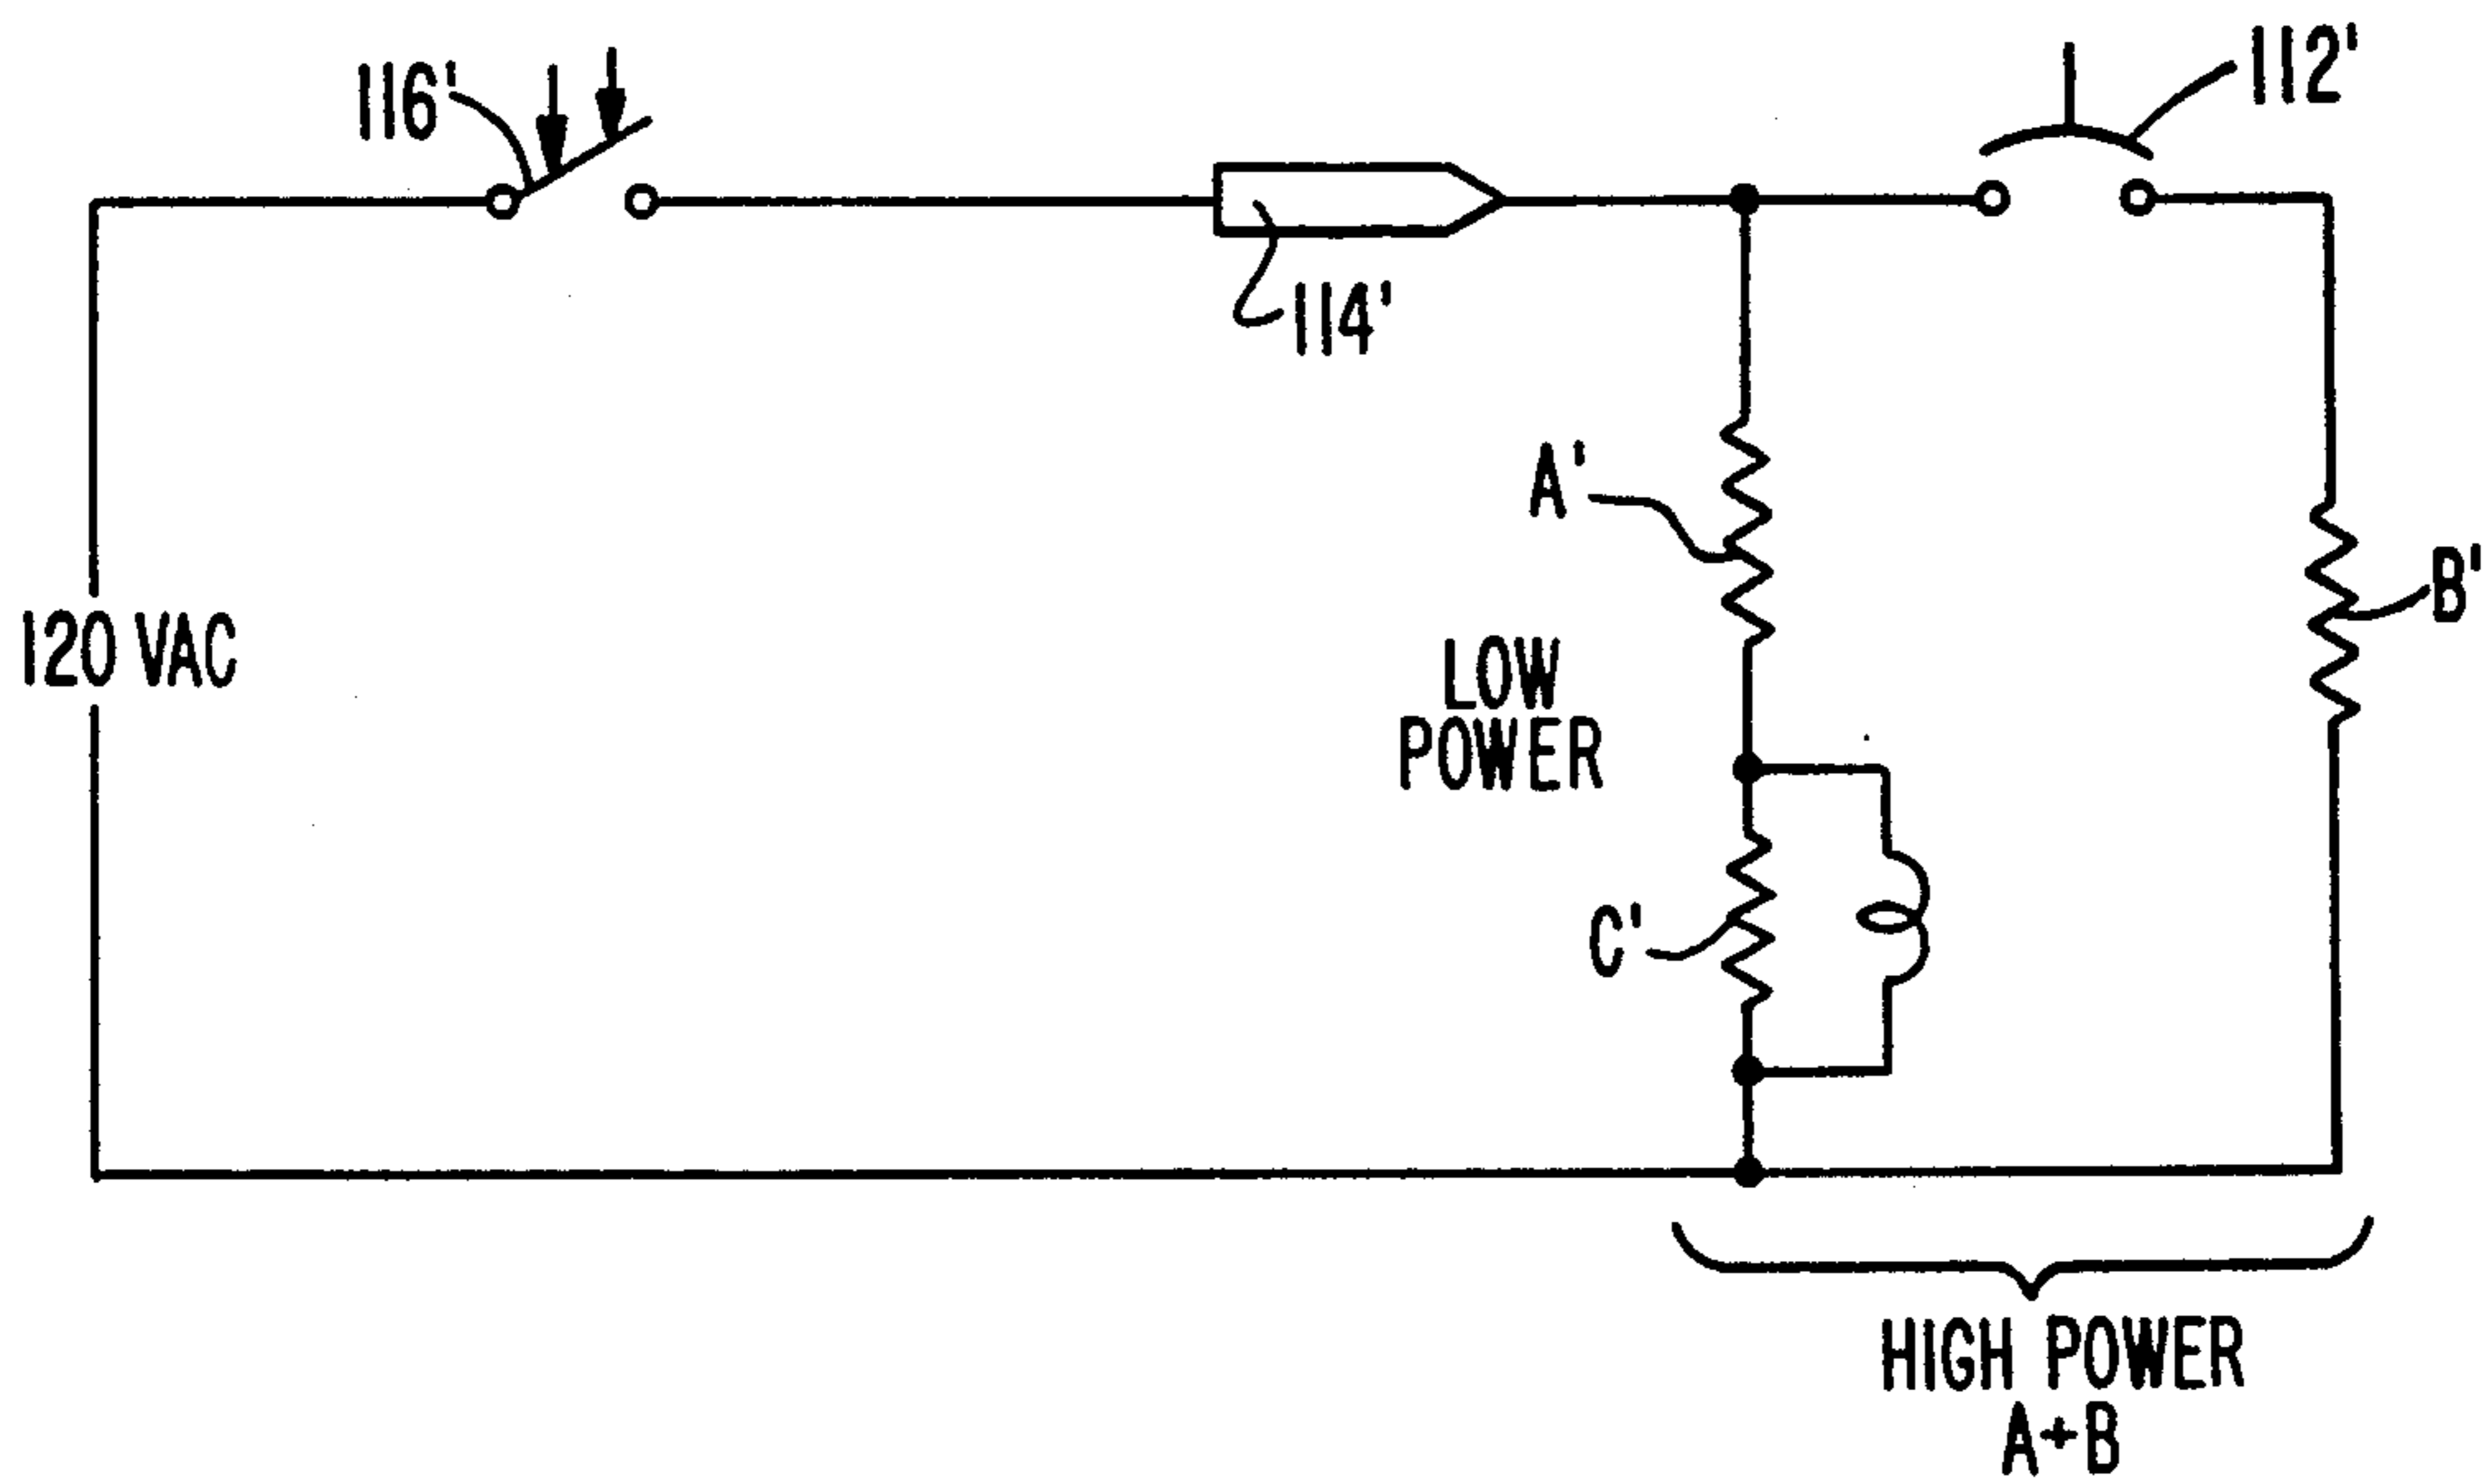 116'
112'
114'
A'
B'
120 VAC
LOW
POWER
C'
HIGH POWER
A+B